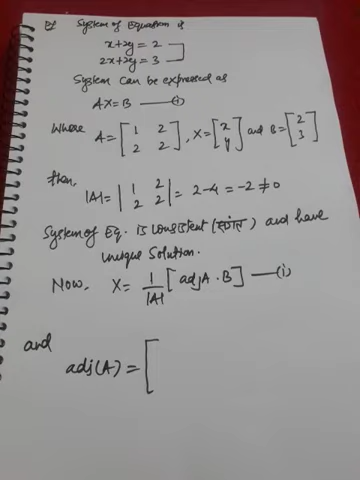 System of Equation is
x+2y = 2
2x+2y = 3
System can be expressed as
AX=B —①
Where A = [1 2 2 2], X = [x y] and B = [2 3]
then,
|A| = |1 2 2 2| = 2-4 = -2 ≠ 0
System of Eq. is consistent (संगत) and have
unique solution.
Now, X = 1/|A| [adjA . B] —(i)
and
adj(A) = [